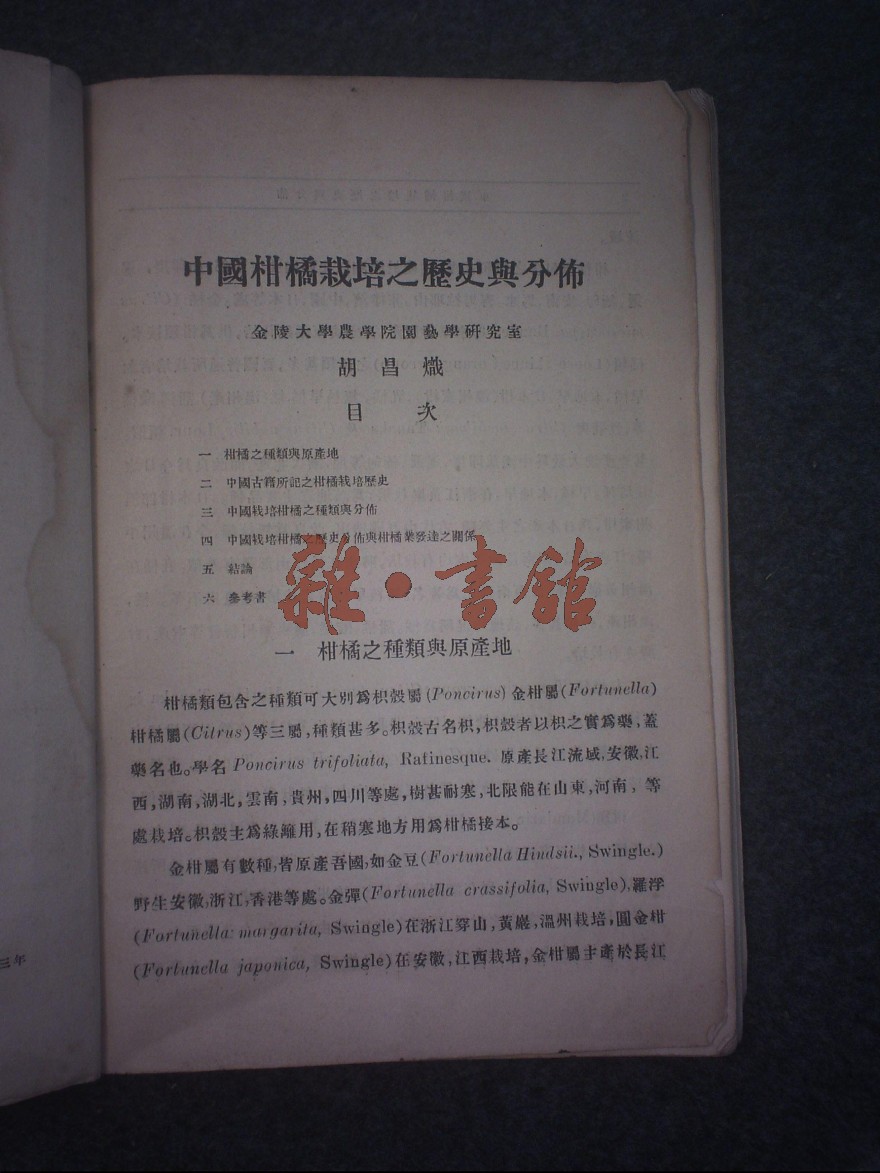 中國柑橘栽培之歷史與分佈
金陵大學農學院園藝學研究室
胡昌熾
目 次
一 柑橘之種類與原產地
二 中國古籍所記之柑橘栽培歷史
三 中國栽培柑橘之種類與分佈
四 中國栽培柑橘之歷史分佈與柑橘業發達之關係
五 結論
六 參考書
雜·書館
一 柑橘之種類與原產地
柑橘類包含之種類可大別爲枳殼屬(Poncirus)金柑屬(Fortunella)
柑橘屬(Citrus)等三屬,種類甚多。枳殼古名枳,枳殼者以枳之實爲藥,蓋
藥名也。學名 Poncirus trifoliata, Rafinesque. 原產長江流域,安徽,江
西,湖南,湖北,雲南,貴州,四川等處,樹甚耐寒,北限能在山東,河南,等
處栽培。枳殼主爲綠籬用,在稍寒地方用爲柑橘接本。
金柑屬有數種,皆原產吾國,如金豆(Fortunella Hindsii., Swingle.)
野生安徽,浙江,香港等處。金彈(Fortunella crassifolia, Swingle),羅浮
(Fortunella margarita, Swingle)在浙江穿山,黃巖,溫州栽培,圓金柑
(Fortunella japonica, Swingle)在安徽,江西栽培,金柑屬主產於長江
三年